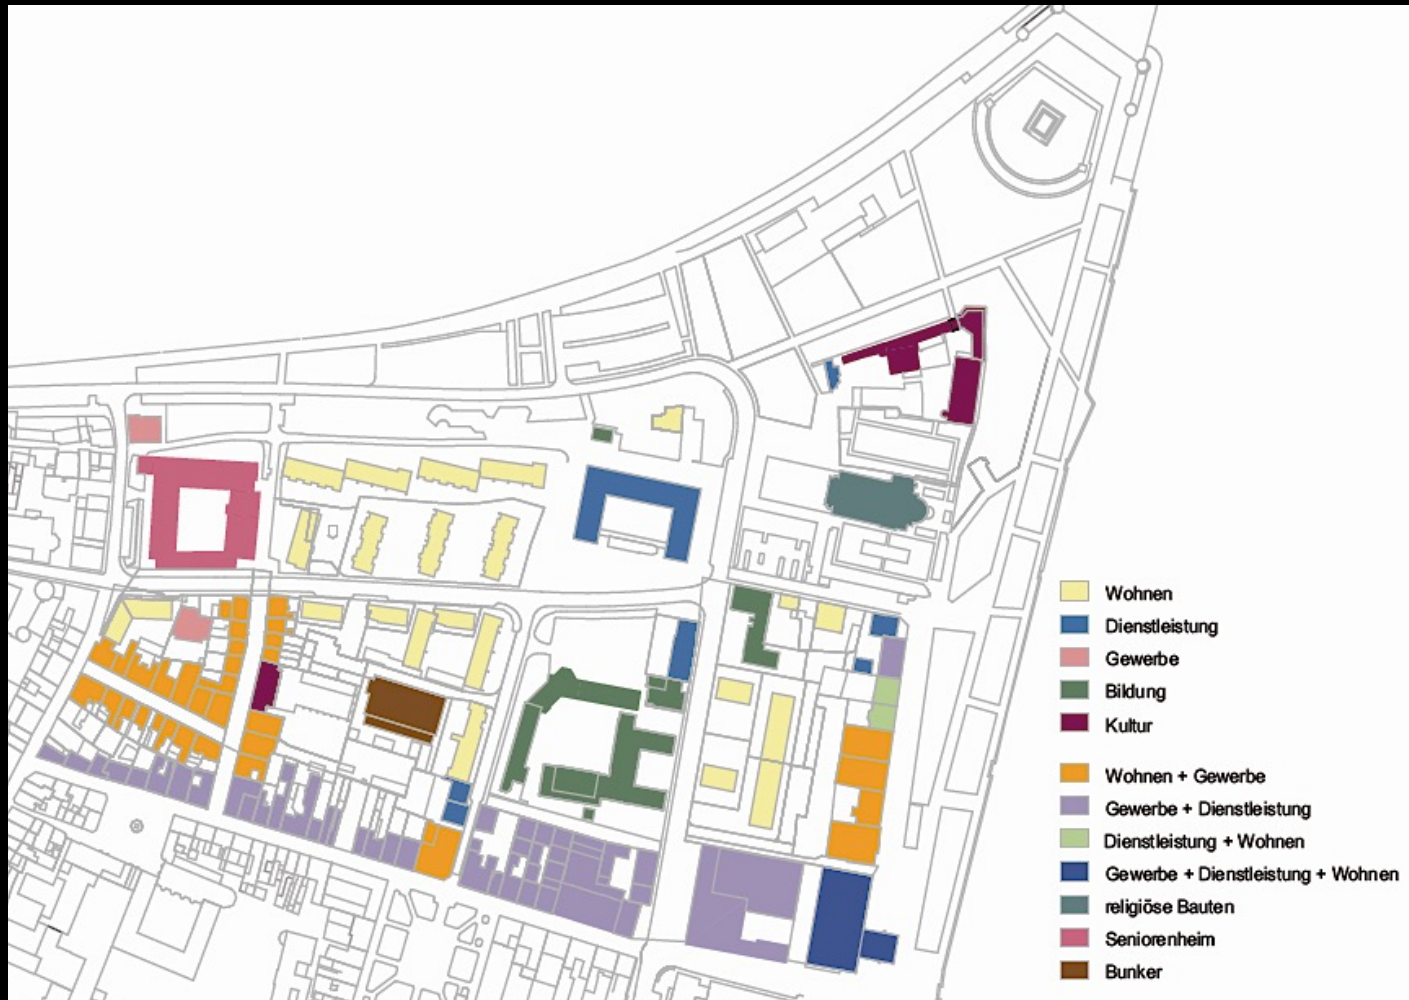 Wohnen
Dienstleistung
Gewerbe
Bildung
Kultur
Wohnen + Gewerbe
Gewerbe + Dienstleistung
Dienstleistung + Wohnen
Gewerbe + Dienstleistung + Wohnen
religiöse Bauten
Seniorenheim
Bunker